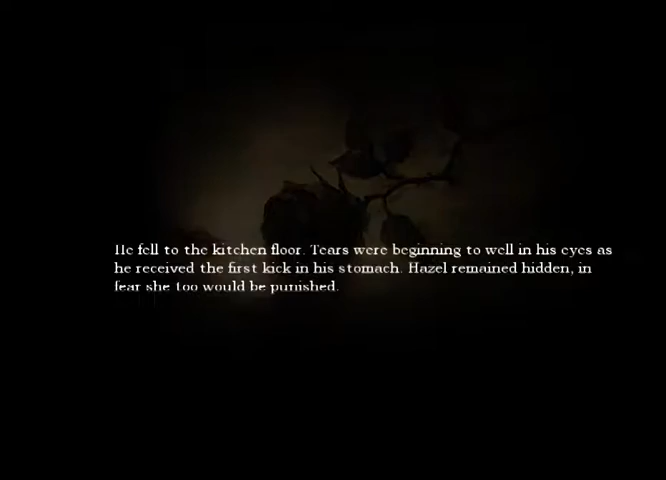 He fell to the kitchen floor. Tears were beginning to well in his eyes as
he received the first kick in his stomach. Hazel remained hidden, in
fear she too would be punished.